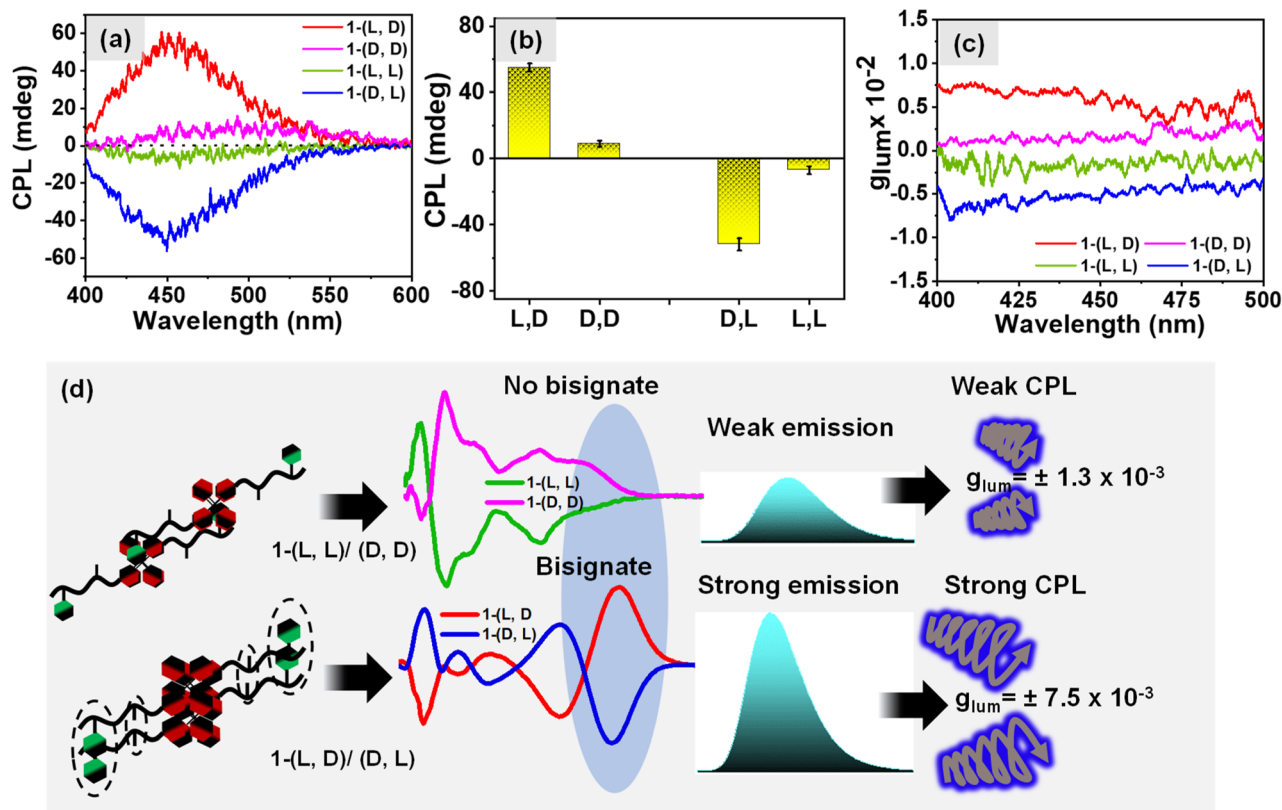 (a)
1-(L, D)
1-(D, D)
1-(L, L)
1-(D, L)
60
40
20
0
-20
-40
-60
CPL (mdeg)
400 450 500 550 600
Wavelength (nm)
(b)
80
40
0
-40
-80
CPL (mdeg)
L,D D,D D,L L,L
(c)
1.5
1.0
0.5
0.0
-0.5
-1.0
-1.5
glum x 10-2
1-(L, D) 1-(D, D)
1-(L, L) 1-(D, L)
400 425 450 475 500
Wavelength (nm)
(d)
No bisignate
Weak CPL
Weak emission
1-(L, L)
1-(D, D)
glum= ± 1.3 x 10-3
1-(L, L)/ (D, D)
Bisignate
Strong emission
Strong CPL
1-(L, D
1-(D, L)
glum= ± 7.5 x 10-3
1-(L, D)/ (D, L)